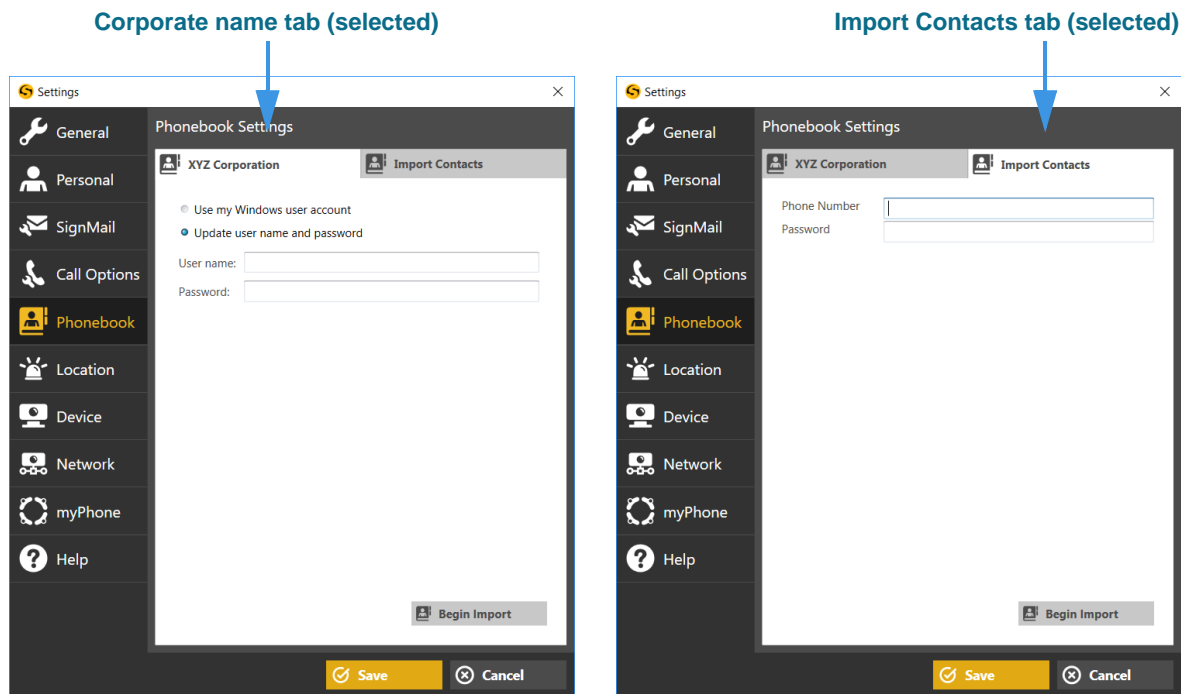 Corporate name tab (selected)
Settings
General
Personal
SignMail
Call Options
Phonebook
Location
Device
Network
myPhone
Help
Phonebook Settings
XYZ Corporation
Import Contacts
Use my Windows user account
Update user name and password
User name:
Password:
Begin Import
Save
Cancel
Import Contacts tab (selected)
Settings
General
Personal
SignMail
Call Options
Phonebook
Location
Device
Network
myPhone
Help
Phonebook Settings
XYZ Corporation
Import Contacts
Phone Number
Password
Begin Import
Save
Cancel